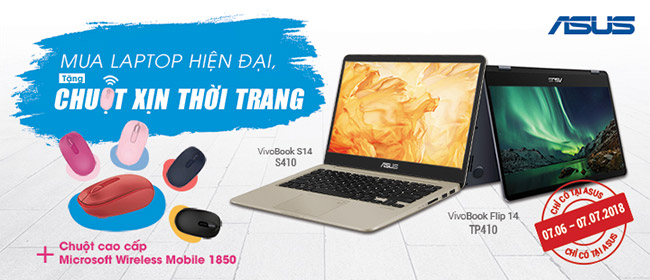 ASUS
MUA LAPTOP HIỆN ĐẠI,
Tặng
CHUỘT XỊN THỜI TRANG
VivoBook S14
S410
ASUS
VivoBook Flip 14
TP410
CHỈ CÓ TẠI ASUS
07.06 - 07.07.2018
CHỈ CÓ TẠI ASUS
+ Chuột cao cấp
Microsoft Wireless Mobile 1850